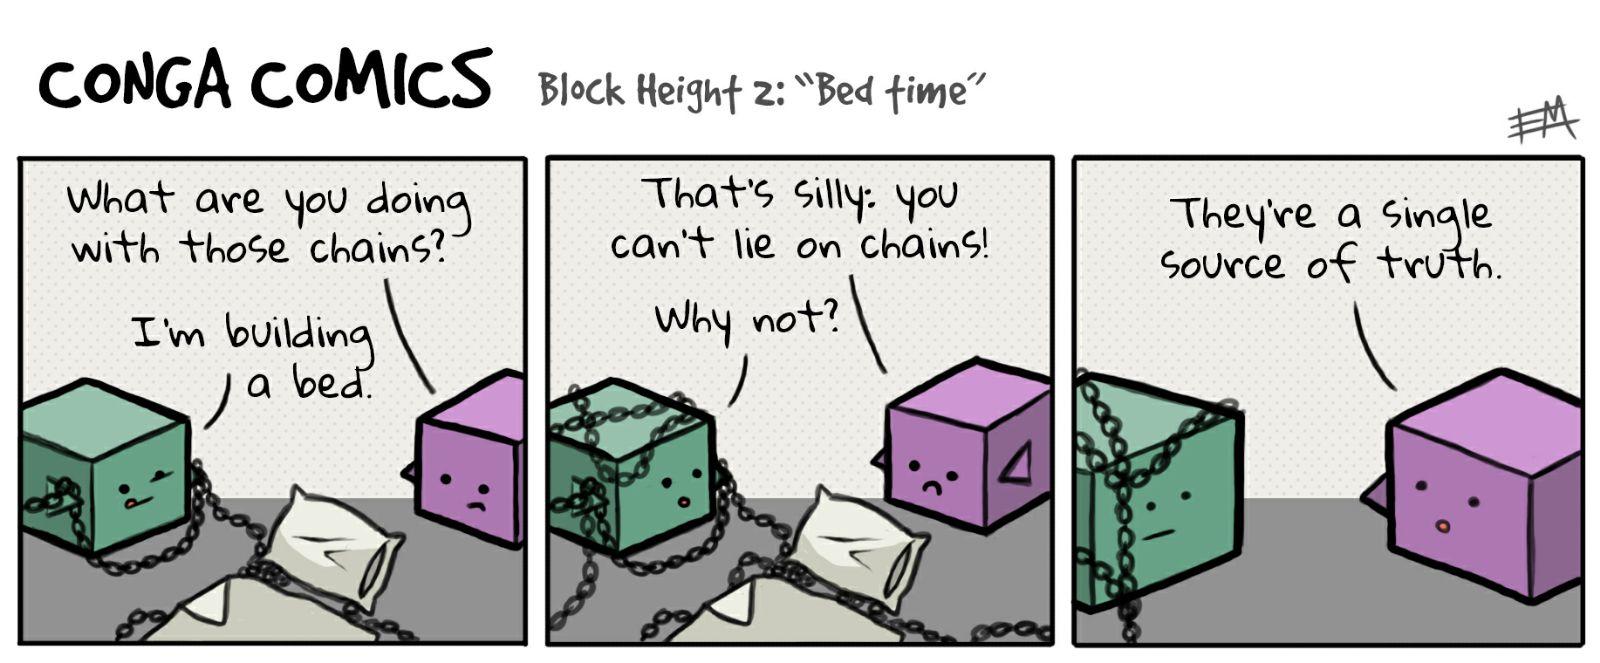 CONGA COMICS Block Height 2: "Bed time"
EM
What are you doing
with those chains?
I'm building
a bed.
That's silly: you
can't lie on chains!
Why not?
They're a single
source of truth.